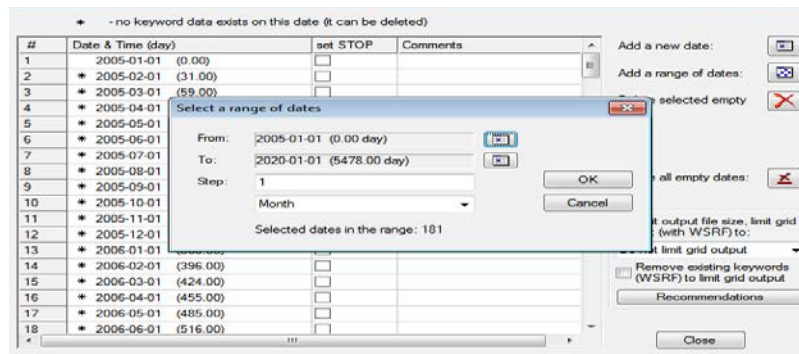 * - no keyword data exists on this date (it can be deleted)
# Date & Time (day) set STOP Comments
1 2005-01-01 (0.00)
2 * 2005-02-01 (31.00)
3 * 2005-03-01 (59.00)
4 * 2005-04-01
5 * 2005-05-01
6 * 2005-06-01
7 * 2005-07-01
8 * 2005-08-01
9 * 2005-09-01
10 * 2005-10-01
11 * 2005-11-01
12 * 2005-12-01
13 * 2006-01-01
14 * 2006-02-01 (396.00)
15 * 2006-03-01 (424.00)
16 * 2006-04-01 (455.00)
17 * 2006-05-01 (485.00)
18 * 2006-06-01 (516.00)
Select a range of dates
From: 2005-01-01 (0.00 day)
To: 2020-01-01 (5478.00 day)
Step: 1
Month
Selected dates in the range: 181
OK
Cancel
Add a new date:
Add a range of dates:
selected empty
all empty dates:
it output file size, limit grid
(with WSRF) to:
not limit grid output
Remove existing keywords
(WSRF) to limit grid output
Recommendations
Close